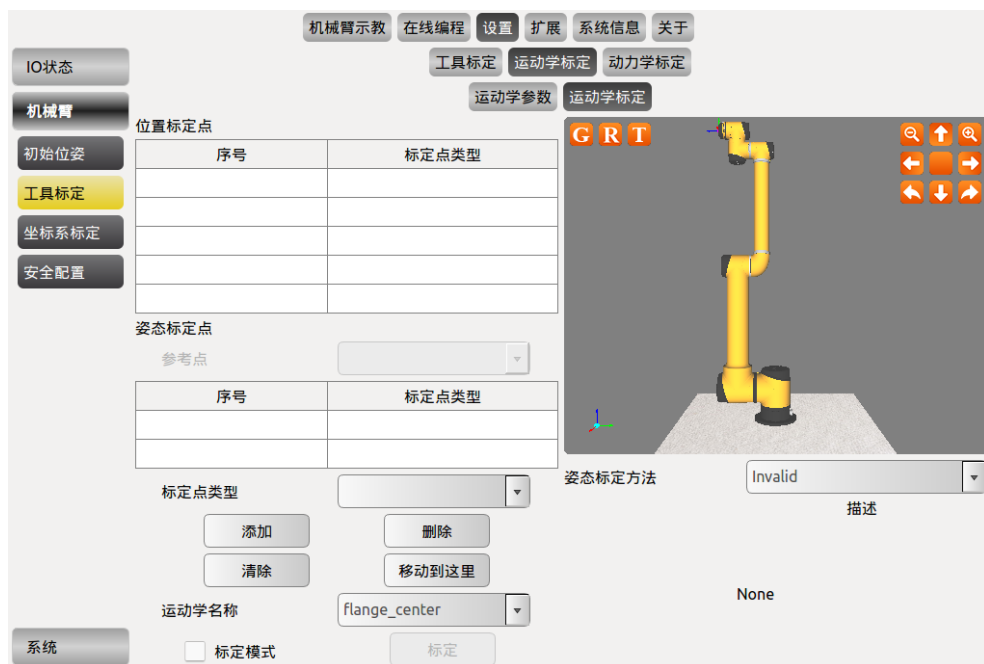 机械臂示教 在线编程 设置 扩展 系统信息 关于
IO状态
工具标定 运动学标定 动力学标定
机械臂
运动学参数 运动学标定
位置标定点
初始位姿
序号 标定点类型
G R T
工具标定
坐标系标定
安全配置
姿态标定点
参考点
序号 标定点类型
标定点类型
姿态标定方法 Invalid
描述
添加 删除
清除 移动到这里
None
运动学名称 flange_center
系统
标定模式 标定